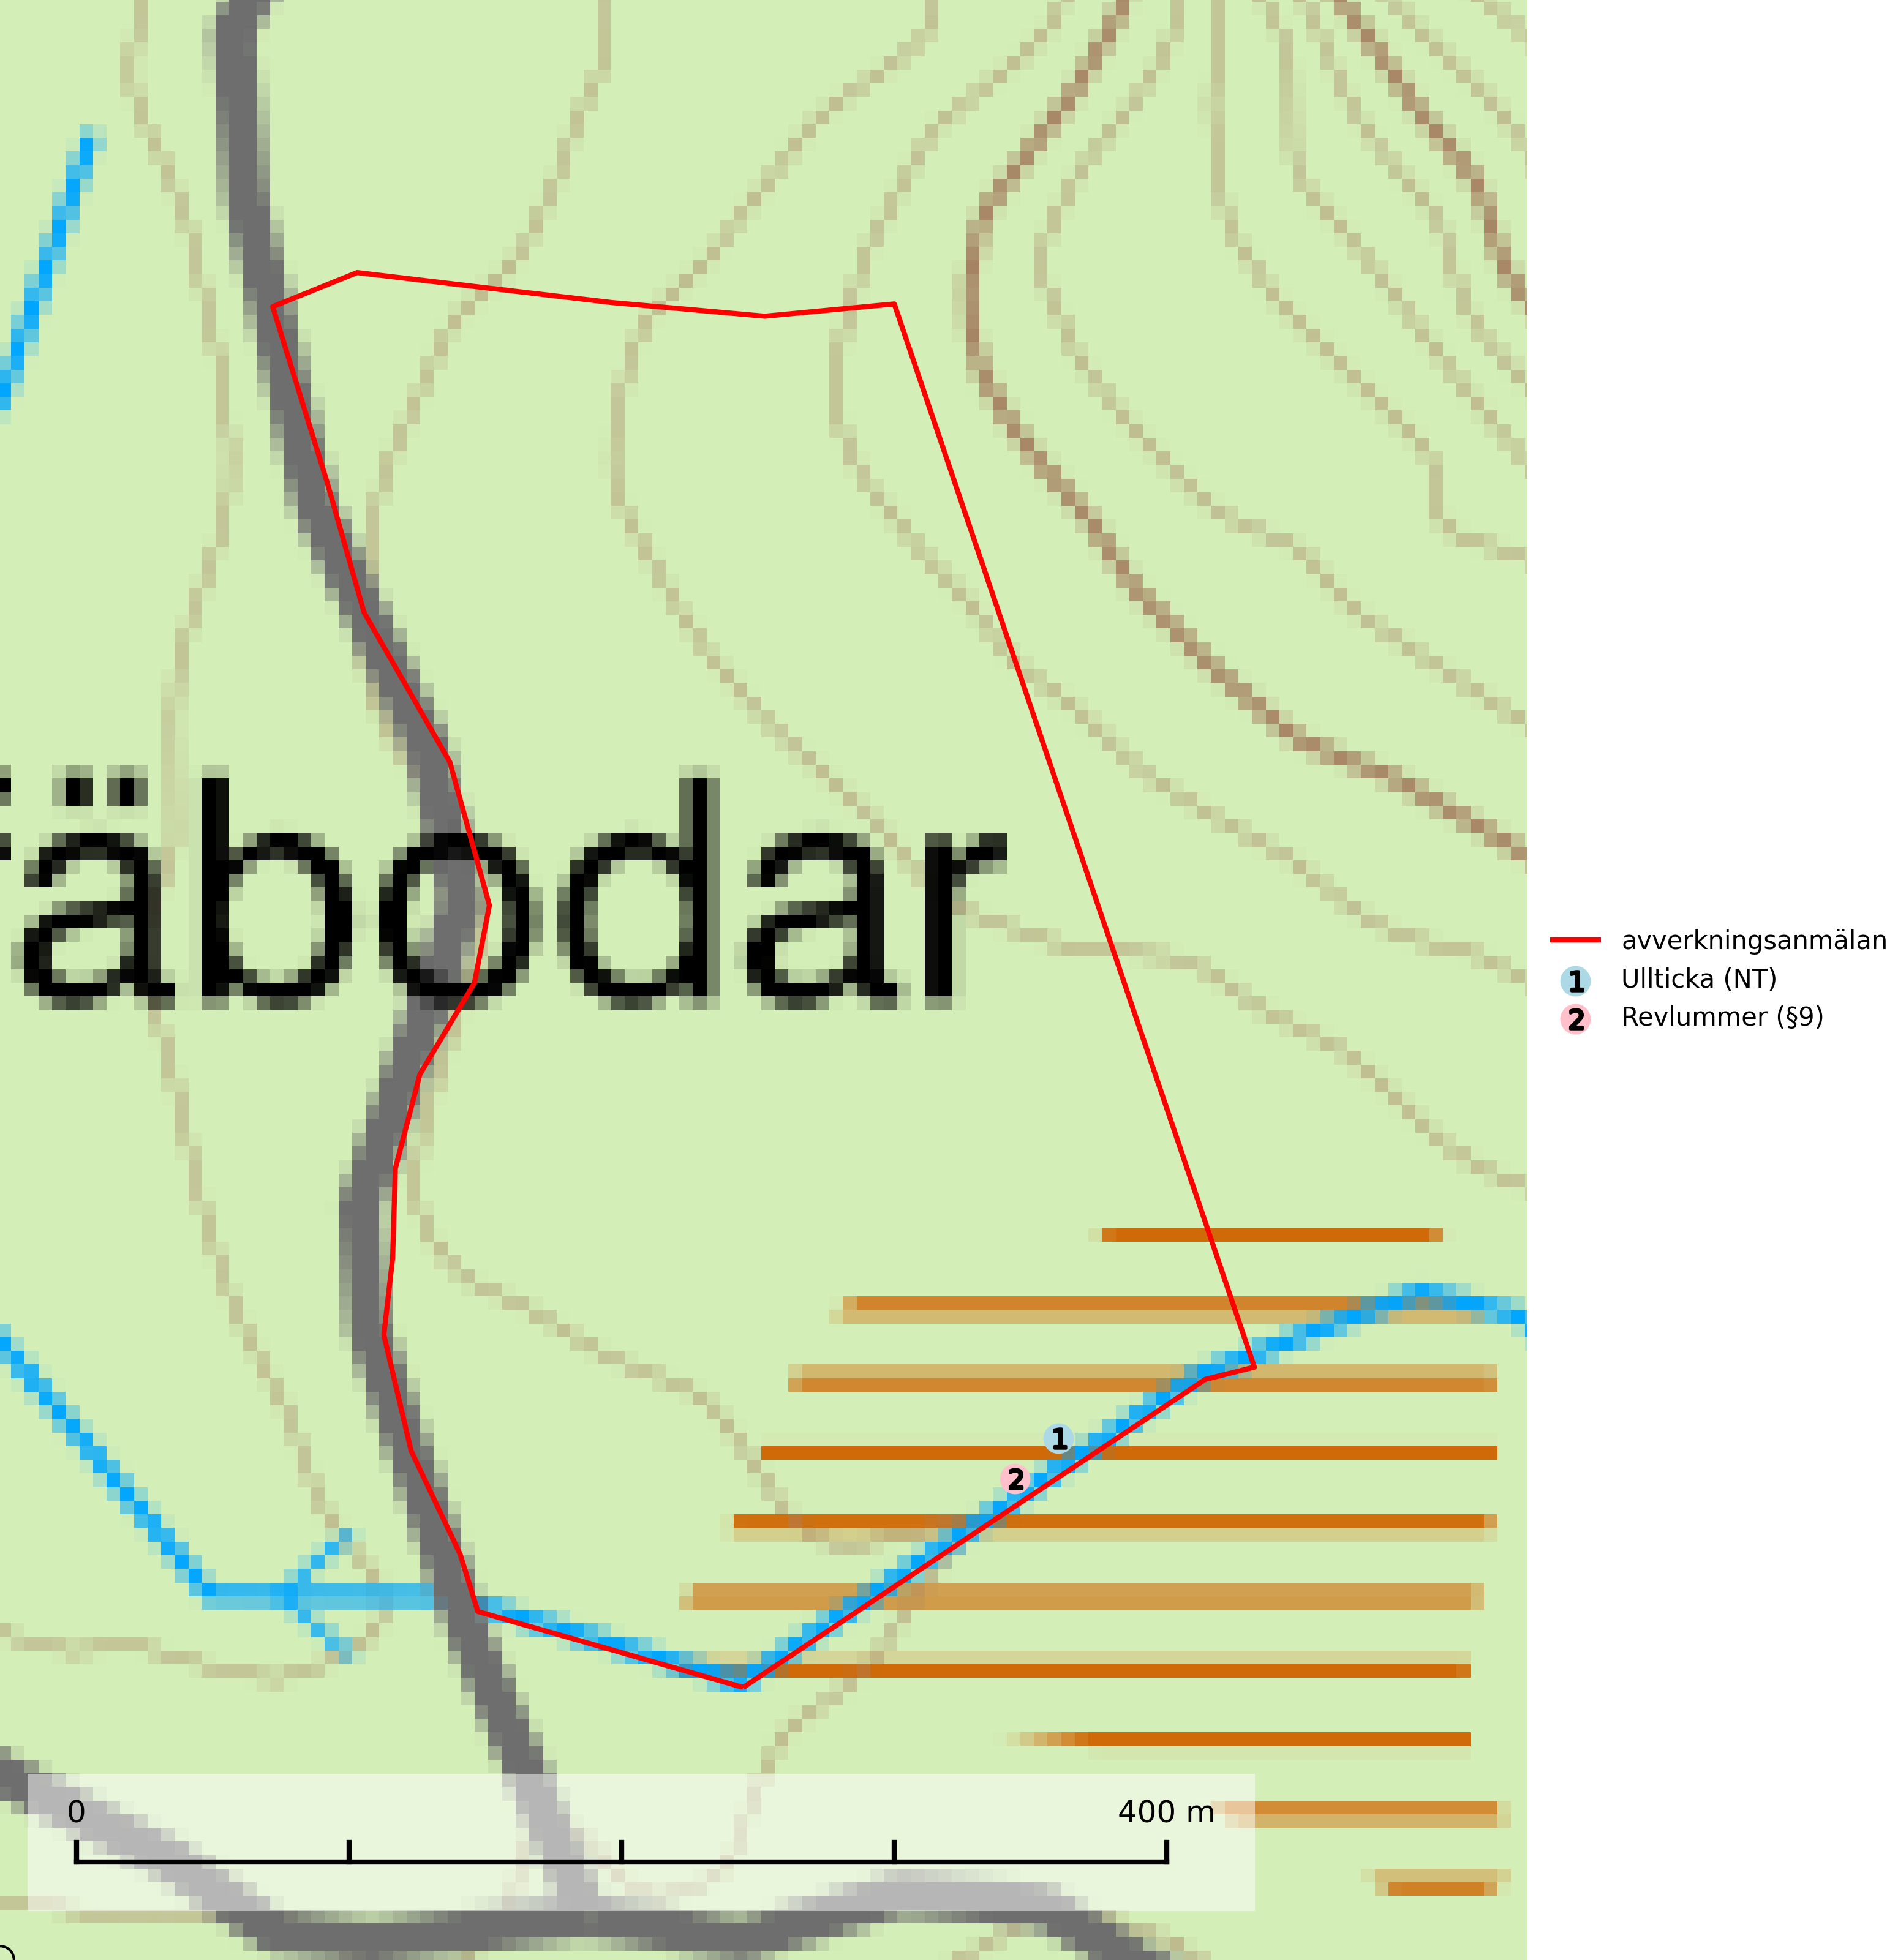 äbodar
avverkningsanmälan
1 Ullticka (NT)
2 Revlummer (§9)
1
2
0 400 m